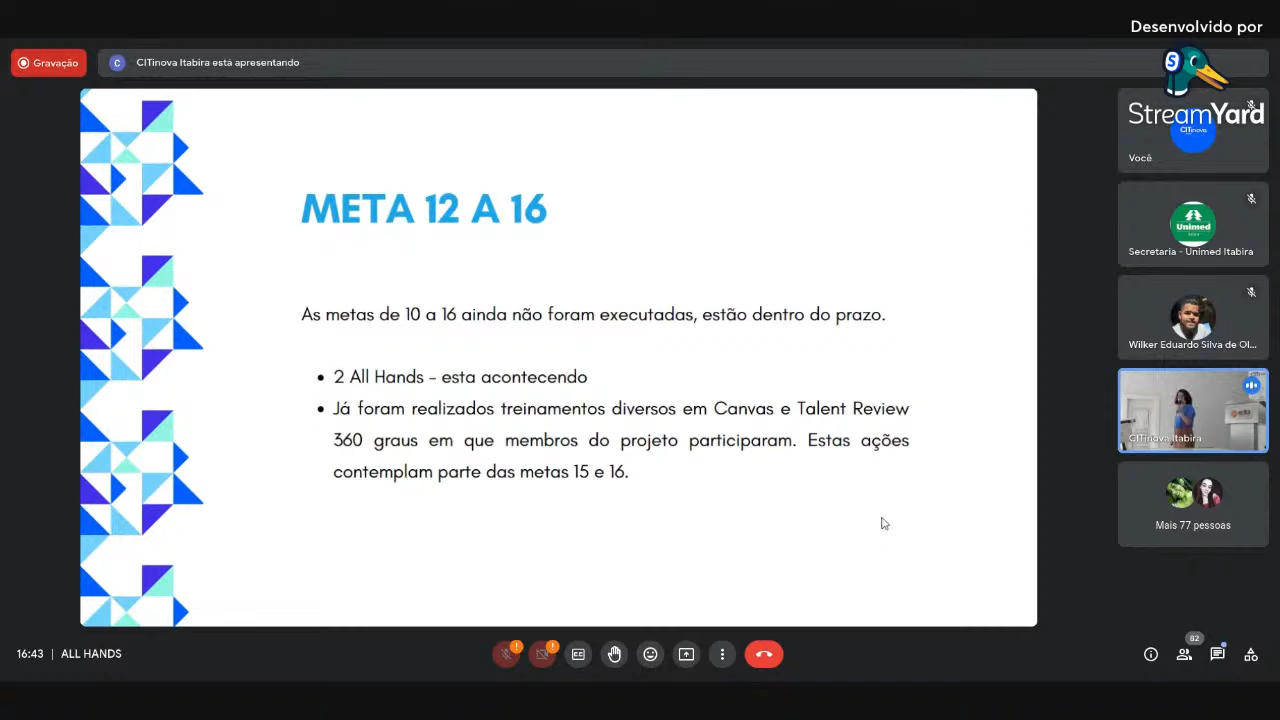 Desenvolvido por
StreamYard
Gravação
C
CITinova Itabira está apresentando
META 12 A 16
As metas de 10 a 16 ainda não foram executadas, estão dentro do prazo.
• 2 All Hands - esta acontecendo
• Já foram realizados treinamentos diversos em Canvas e Talent Review
360 graus em que membros do projeto participaram. Estas ações
contemplam parte das metas 15 e 16.
S
CITinova
Você
Unimed
Secretaria - Unimed Itabira
Wilker Eduardo Silva de Ol...
CITinova Itabira
Mais 77 pessoas
16:43 | ALL HANDS
82